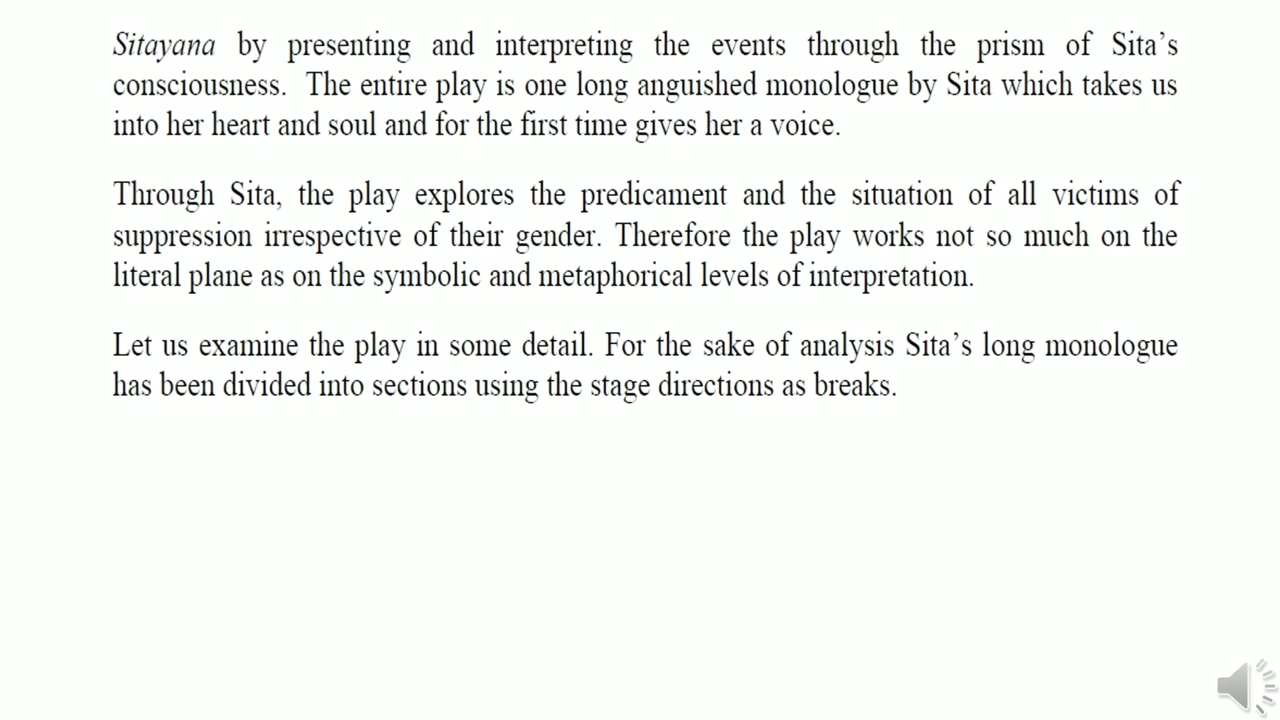 Sitayana by presenting and interpreting the events through the prism of Sita’s
consciousness. The entire play is one long anguished monologue by Sita which takes us
into her heart and soul and for the first time gives her a voice.
Through Sita, the play explores the predicament and the situation of all victims of
suppression irrespective of their gender. Therefore the play works not so much on the
literal plane as on the symbolic and metaphorical levels of interpretation.
Let us examine the play in some detail. For the sake of analysis Sita’s long monologue
has been divided into sections using the stage directions as breaks.